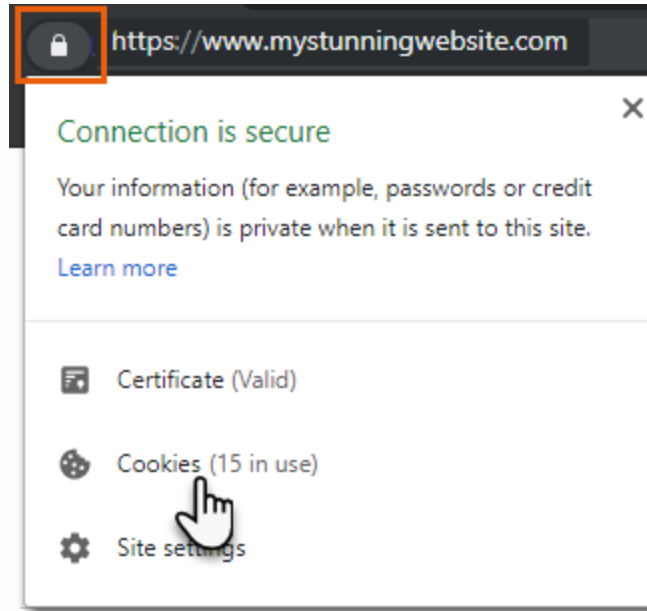 https://www.mystunningwebsite.com
Connection is secure
Your information (for example, passwords or credit
card numbers) is private when it is sent to this site.
Learn more
Certificate (Valid)
Cookies (15 in use)
Site settings